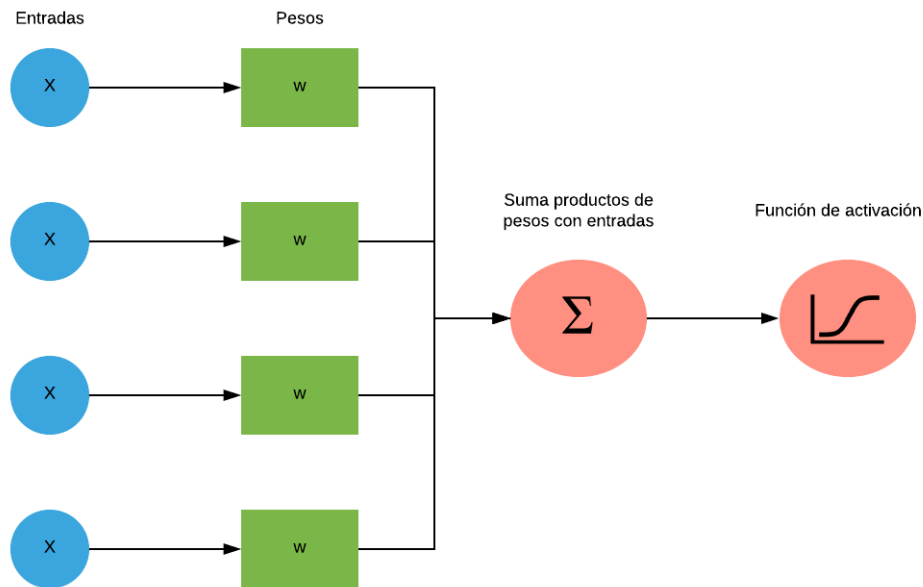 Entradas
Pesos
X
w
X
w
Suma productos de
pesos con entradas
Función de activación
Σ
X
w
X
w